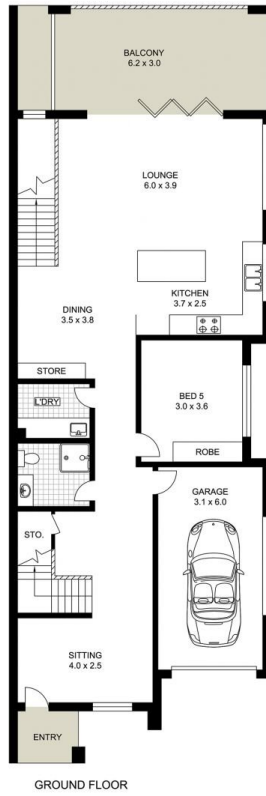 BALCONY
6.2 x 3.0
LOUNGE
6.0 x 3.9
KITCHEN
3.7 x 2.5
DINING
3.5 x 3.8
STORE
L'DRY
BED 5
3.0 x 3.6
ROBE
GARAGE
3.1 x 6.0
STO.
SITTING
4.0 x 2.5
ENTRY
GROUND FLOOR